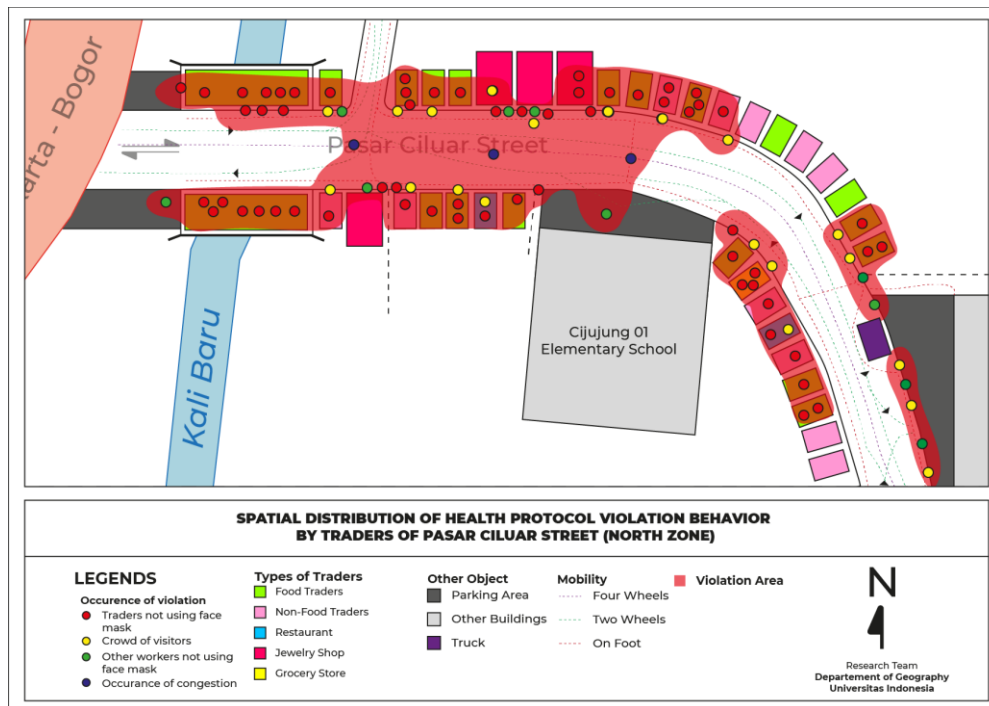 arta - Bogor
Pasar Ciluar Street
Kali Baru
Cijujung 01
Elementary School
SPATIAL DISTRIBUTION OF HEALTH PROTOCOL VIOLATION BEHAVIOR
BY TRADERS OF PASAR CILUAR STREET (NORTH ZONE)
LEGENDS
Occurence of violation
Traders not using face
mask
Crowd of visitors
Other workers not using
face mask
Occurance of congestion
Types of Traders
Food Traders
Non-Food Traders
Restaurant
Jewelry Shop
Grocery Store
Other Object
Parking Area
Other Buildings
Truck
Mobility
Four Wheels
Two Wheels
On Foot
Violation Area
N
Research Team
Departement of Geography
Universitas Indonesia